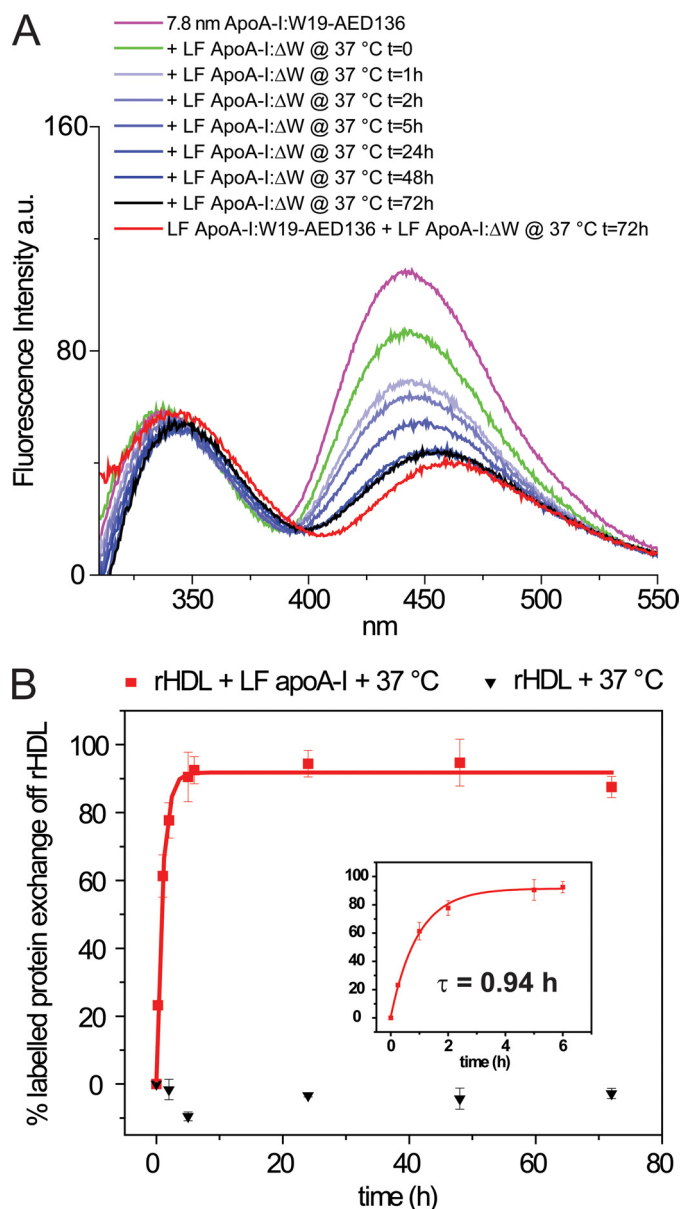 A
7.8 nm ApoA-I:W19-AED136
+ LF ApoA-I:ΔW @ 37 °C t=0
+ LF ApoA-I:ΔW @ 37 °C t=1h
+ LF ApoA-I:ΔW @ 37 °C t=2h
+ LF ApoA-I:ΔW @ 37 °C t=5h
+ LF ApoA-I:ΔW @ 37 °C t=24h
+ LF ApoA-I:ΔW @ 37 °C t=48h
+ LF ApoA-I:ΔW @ 37 °C t=72h
LF ApoA-I:W19-AED136 + LF ApoA-I:ΔW @ 37 °C t=72h
Fluorescence Intensity a.u.
160
80
0
350 400 450 500 550
nm
B
rHDL + LF apoA-I + 37 °C rHDL + 37 °C
% labelled protein exchange off rHDL
100
80
60
40
20
0
0 20 40 60 80
time (h)
100
80
60
40
20
0
τ = 0.94 h
0 2 4 6
time (h)